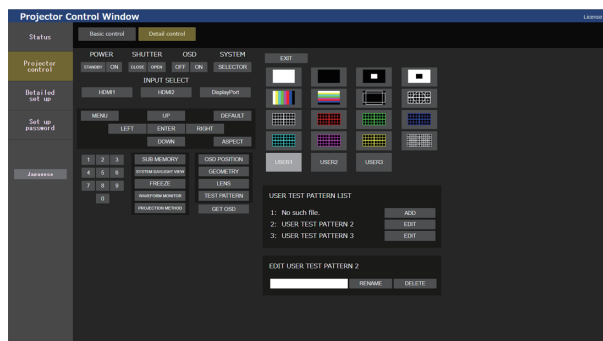 Projector Control Window
License
Status
Projector control
Detailed set up
Set up password
Japanese
Basic control
Detail control
POWER SHUTTER OSD SYSTEM
STANDBY ON CLOSE OPEN OFF ON SELECTOR
INPUT SELECT
HDMI1 HDMI2 DisplayPort
MENU UP DEFAULT
LEFT ENTER RIGHT
DOWN ASPECT
1 2 3 SUB MEMORY OSD POSITION
4 5 6 SYSTEM DAYLIGHT VIEW GEOMETRY
7 8 9 FREEZE LENS
0 WAVEFORM MONITOR TEST PATTERN
PROJECTION METHOD GET OSD
EXIT
USER1 USER2 USER3
USER TEST PATTERN LIST
1: No such file. ADD
2: USER TEST PATTERN 2 EDIT
3: USER TEST PATTERN 3 EDIT
EDIT USER TEST PATTERN 2
RENAME DELETE